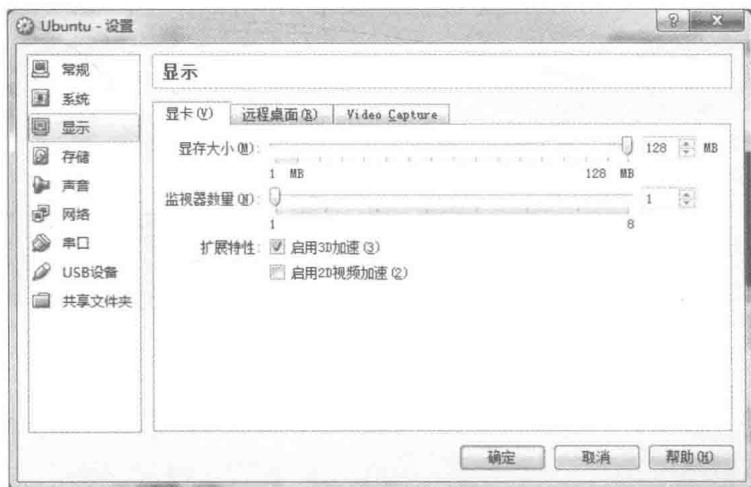 Ubuntu - 设置
常规
系统
显示
存储
声音
网络
串口
USB设备
共享文件夹
显示
显卡(V) 远程桌面(R) Video Capture
显存大小(M): 128 MB
1 MB 128 MB
监视器数量(N): 1
1 8
扩展特性: 启用3D加速(3)
启用2D视频加速(2)
确定 取消 帮助(H)